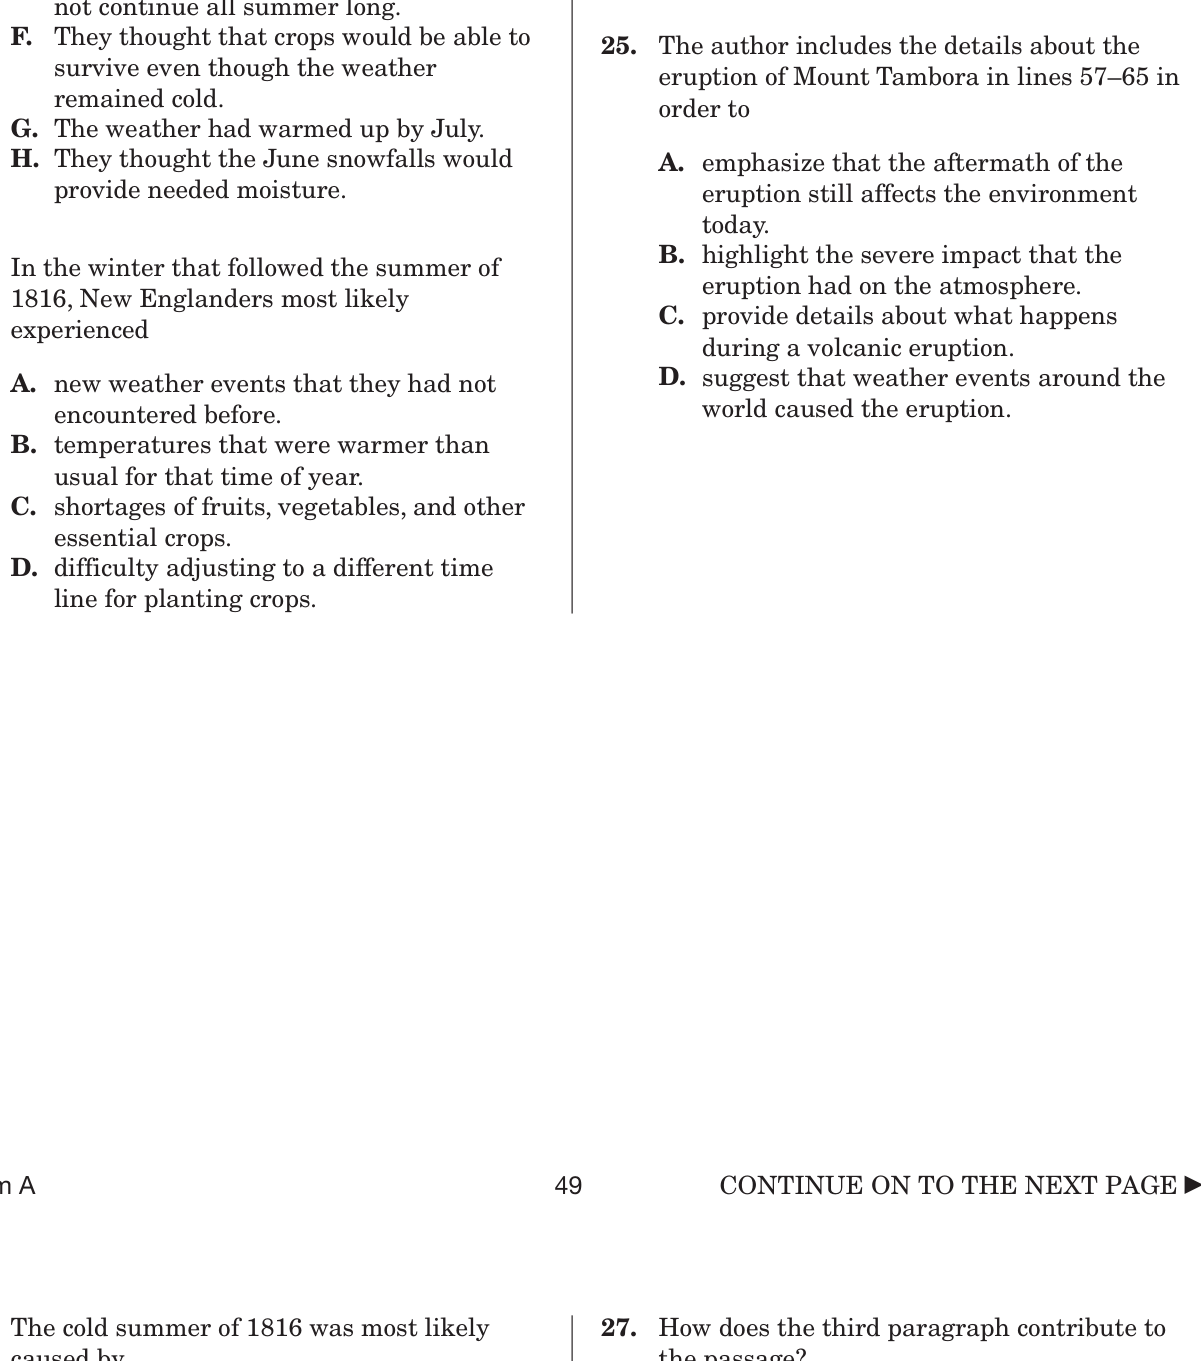 not continue all summer long.
F. They thought that crops would be able to
survive even though the weather
remained cold.
G. The weather had warmed up by July.
H. They thought the June snowfalls would
provide needed moisture.
In the winter that followed the summer of
1816, New Englanders most likely
experienced
A. new weather events that they had not
encountered before.
B. temperatures that were warmer than
usual for that time of year.
C. shortages of fruits, vegetables, and other
essential crops.
D. difficulty adjusting to a different time
line for planting crops.
25. The author includes the details about the
eruption of Mount Tambora in lines 57–65 in
order to
A. emphasize that the aftermath of the
eruption still affects the environment
today.
B. highlight the severe impact that the
eruption had on the atmosphere.
C. provide details about what happens
during a volcanic eruption.
D. suggest that weather events around the
world caused the eruption.
m A
49
CONTINUE ON TO THE NEXT PAGE ►
The cold summer of 1816 was most likely
caused by
27. How does the third paragraph contribute to
the passage?